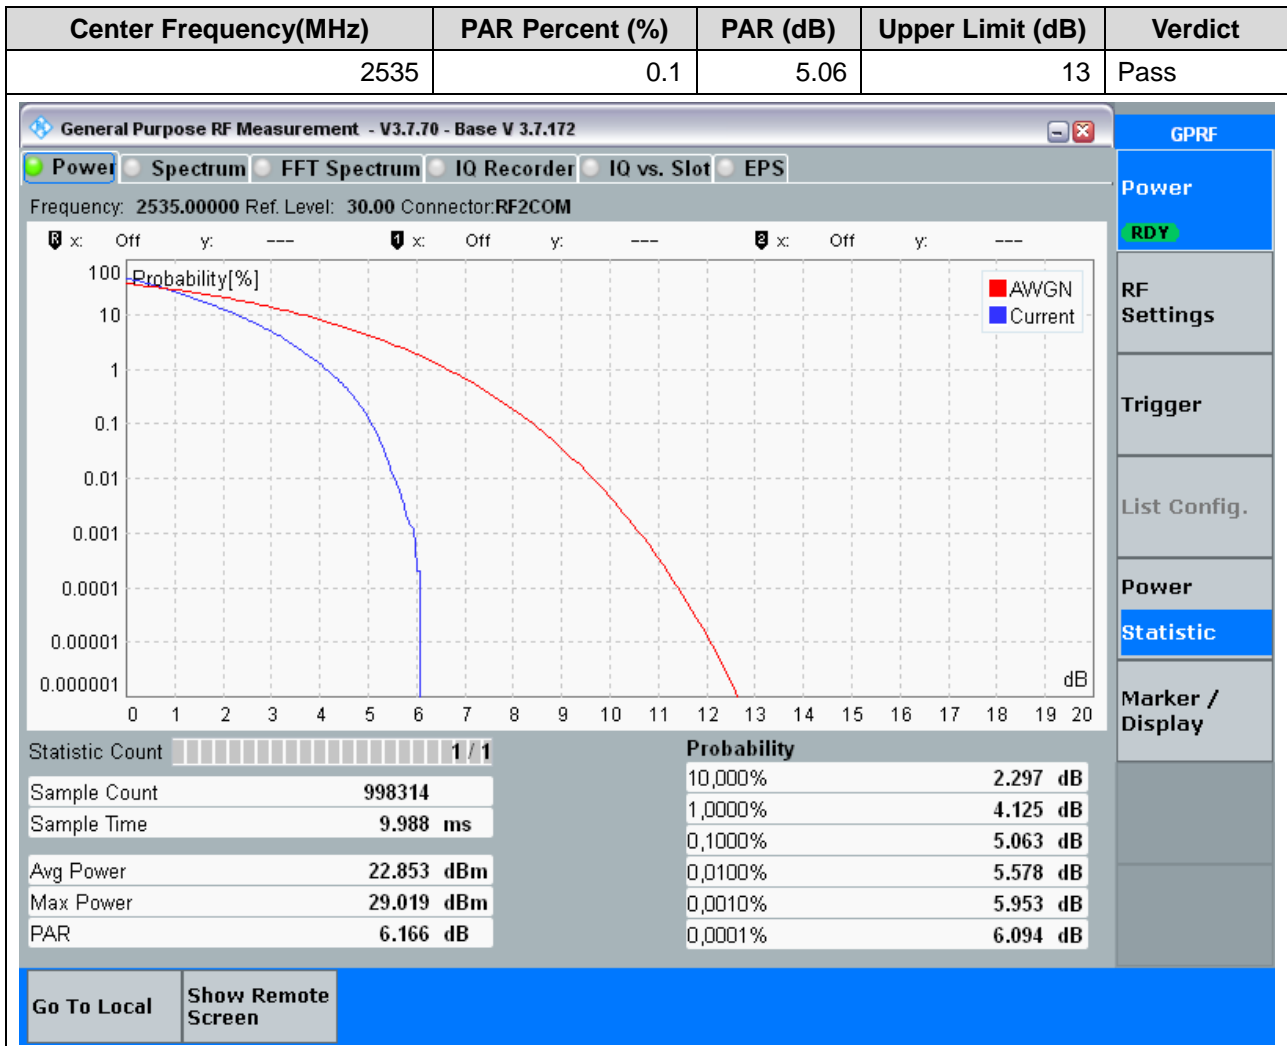 Center Frequency(MHz) PAR Percent (%) PAR (dB) Upper Limit (dB) Verdict
2535 0.1 5.06 13 Pass
General Purpose RF Measurement - V3.7.70 - Base V 3.7.172
GPRF
Power Spectrum FFT Spectrum IQ Recorder IQ vs. Slot EPS
Power
RDY
Frequency: 2535.00000 Ref. Level: 30.00 Connector:RF2COM
R x: Off y: --- 1 x: Off y: --- 2 x: Off y: ---
Probability[%]
AWGN
Current
100
10
1
0.1
0.01
0.001
0.0001
0.00001
0.000001
dB
0 1 2 3 4 5 6 7 8 9 10 11 12 13 14 15 16 17 18 19 20
RF
Settings
Trigger
List Config.
Power
Statistic
Marker /
Display
Statistic Count 1 / 1
Sample Count 998314
Sample Time 9.988 ms
Avg Power 22.853 dBm
Max Power 29.019 dBm
PAR 6.166 dB
Probability
10,000% 2.297 dB
1,0000% 4.125 dB
0,1000% 5.063 dB
0,0100% 5.578 dB
0,0010% 5.953 dB
0,0001% 6.094 dB
Go To Local
Show Remote
Screen